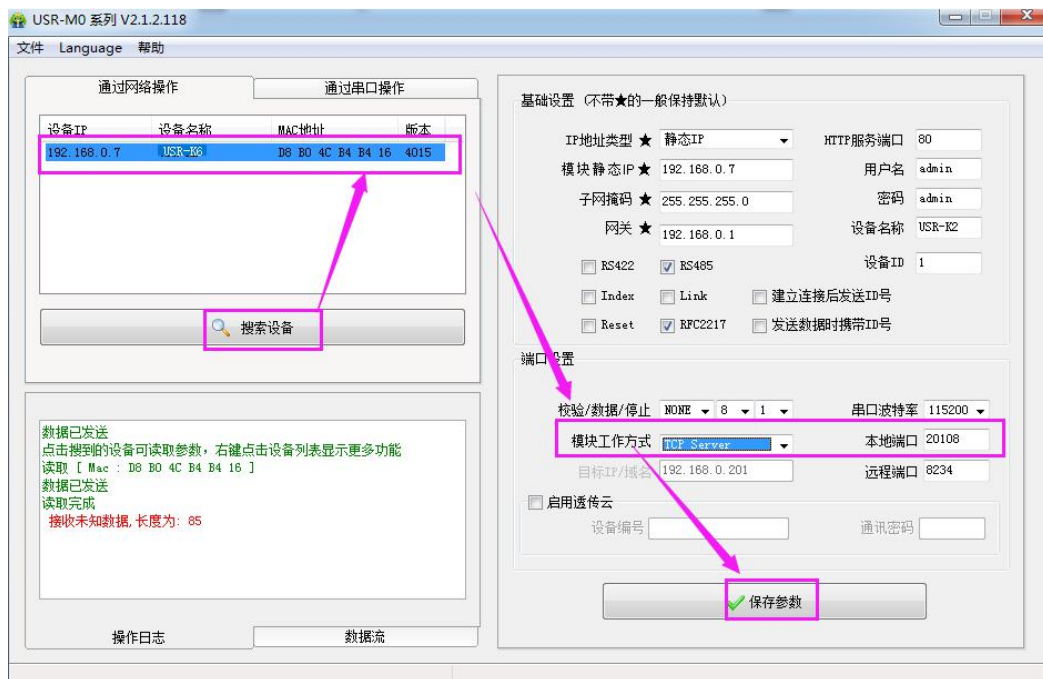 USR-M0 系列 V2.1.2.118
文件 Language 帮助
通过网络操作 通过串口操作
设备IP 设备名称 MAC地址 版本
192.168.0.7 USR-K6 D8 B0 4C B4 B4 16 4015
搜索设备
数据已发送
点击搜到的设备可读取参数，右键点击设备列表显示更多功能
读取 [ Mac : D8 B0 4C B4 B4 16 ]
数据已发送
读取完成
接收未知数据,长度为: 85
操作日志 数据流
基础设置 (不带★的一般保持默认)
IP地址类型 ★ 静态IP HTTP服务端口 80
模块静态IP★ 192.168.0.7 用户名 admin
子网掩码 ★ 255.255.255.0 密码 admin
网关 ★ 192.168.0.1 设备名称 USR-K2
RS422 RS485 设备ID 1
Index Link 建立连接后发送ID号
Reset RFC2217 发送数据时携带ID号
端口设置
校验/数据/停止 NONE 8 1 串口波特率 115200
模块工作方式 TCP Server 本地端口 20108
目标IP/域名 192.168.0.201 远程端口 8234
启用透传云
设备编号 通讯密码
保存参数